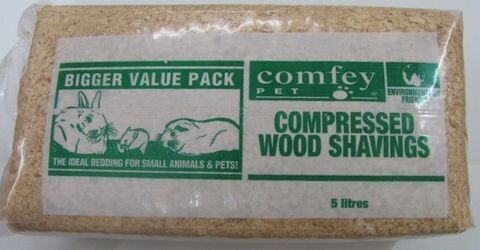 BIGGER VALUE PACK
THE IDEAL BEDDING FOR SMALL ANIMALS & PETS!
comfey
PET
ENVIRONMENTALLY
FRIENDLY
COMPRESSED
WOOD SHAVINGS
5 litres